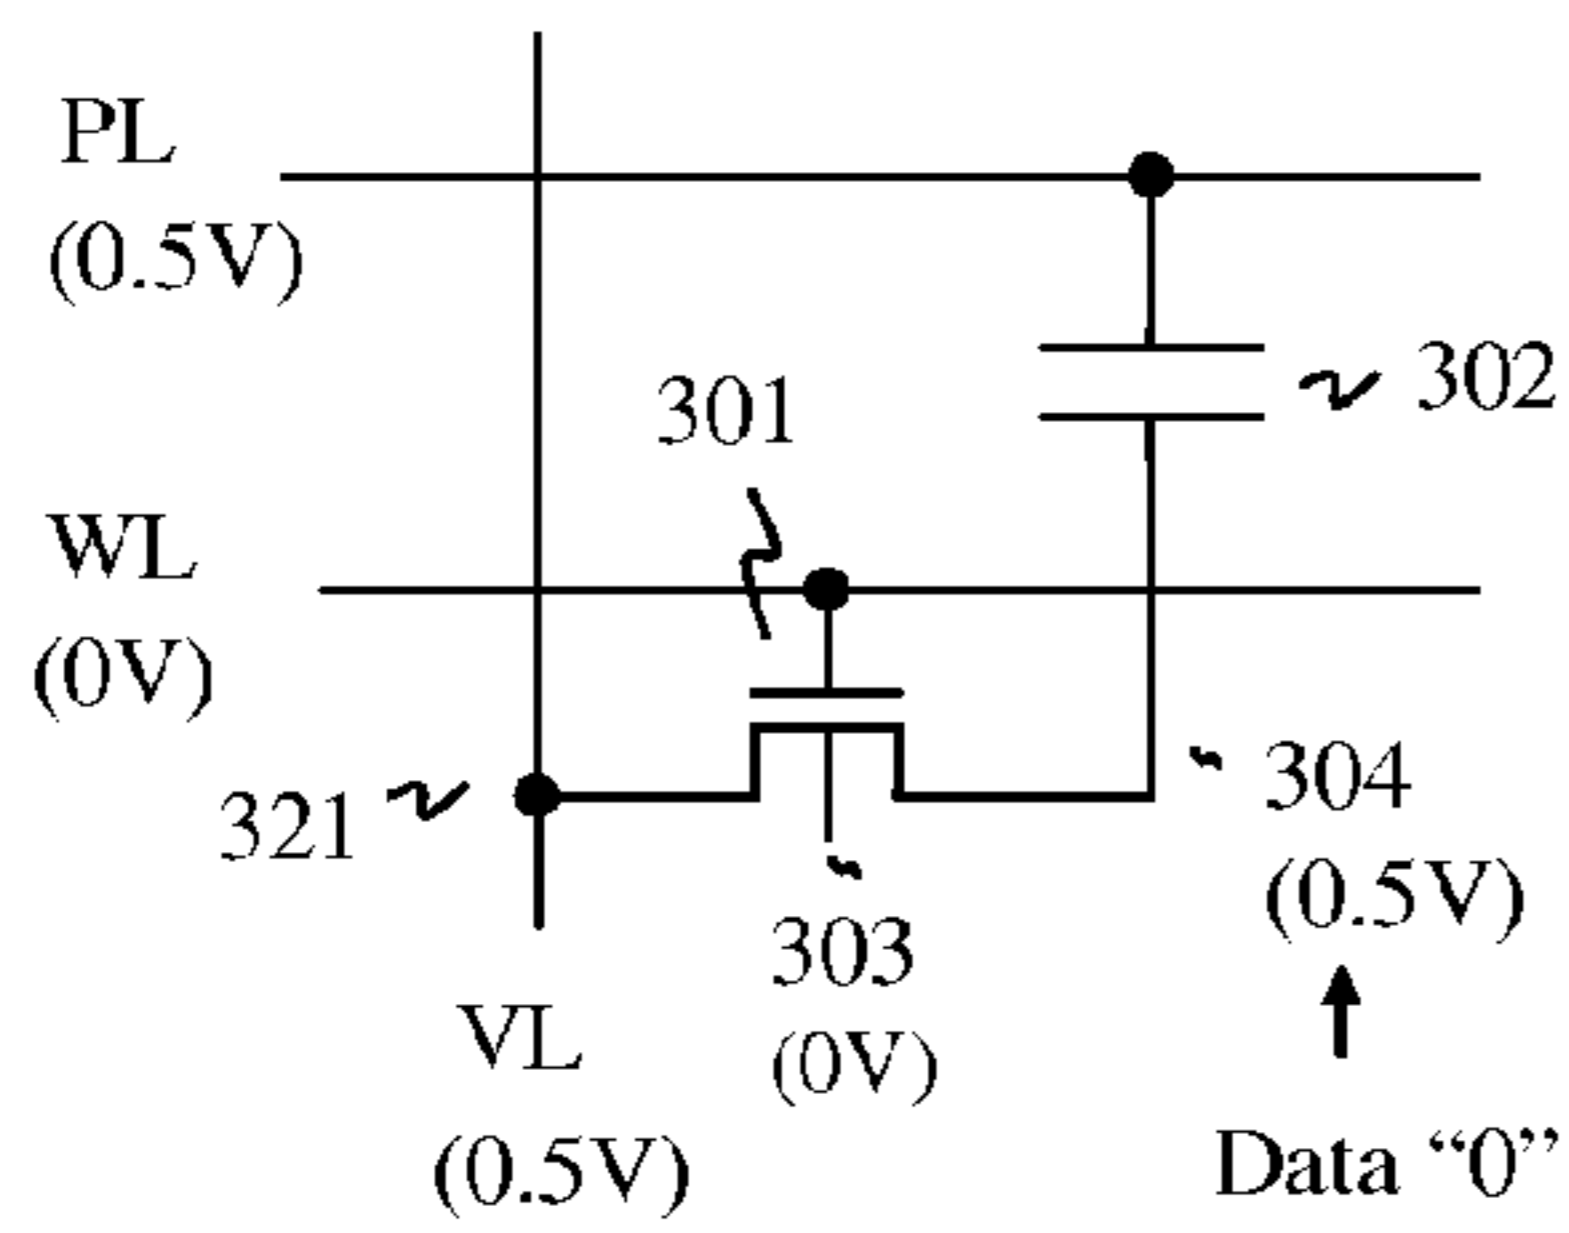 PL
(0.5V)
302
301
WL
(0V)
321
304
(0.5V)
303
(0V)
VL
(0.5V)
Data “0”